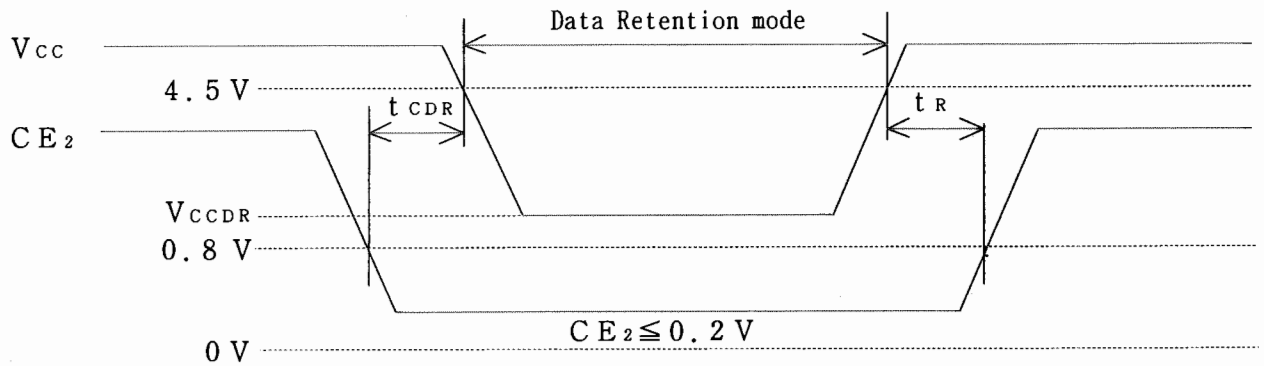 Data Retention mode
VCC
4.5 V
tCDR
tR
CE2
VCCDR
0.8 V
CE2≦0.2 V
0 V